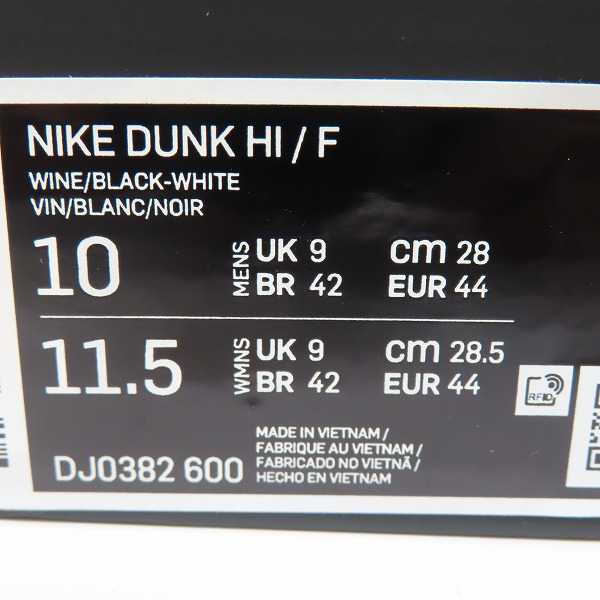 NIKE DUNK HI / F
WINE/BLACK-WHITE
VIN/BLANC/NOIR
10 MENS UK 9 cm 28
BR 42 EUR 44
11.5 WMNS UK 9 cm 28.5
BR 42 EUR 44
RFID
DJ0382 600
MADE IN VIETNAM /
FABRIQUE AU VIETNAM /
FABRICADO NO VIETNÃ /
HECHO EN VIETNAM